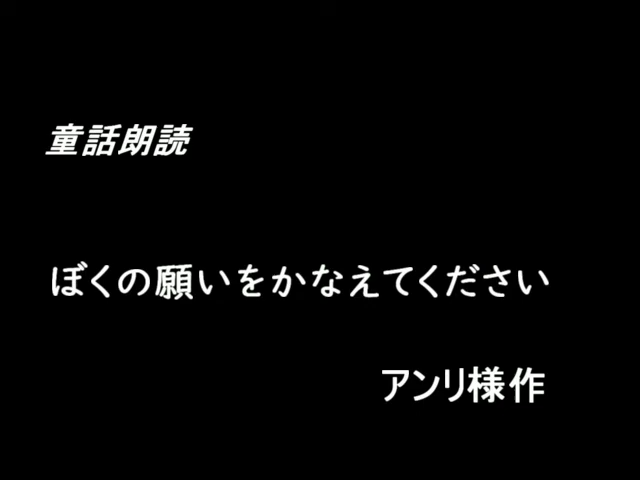 童話朗読
ぼくの願いをかなえてください
アンリ様作